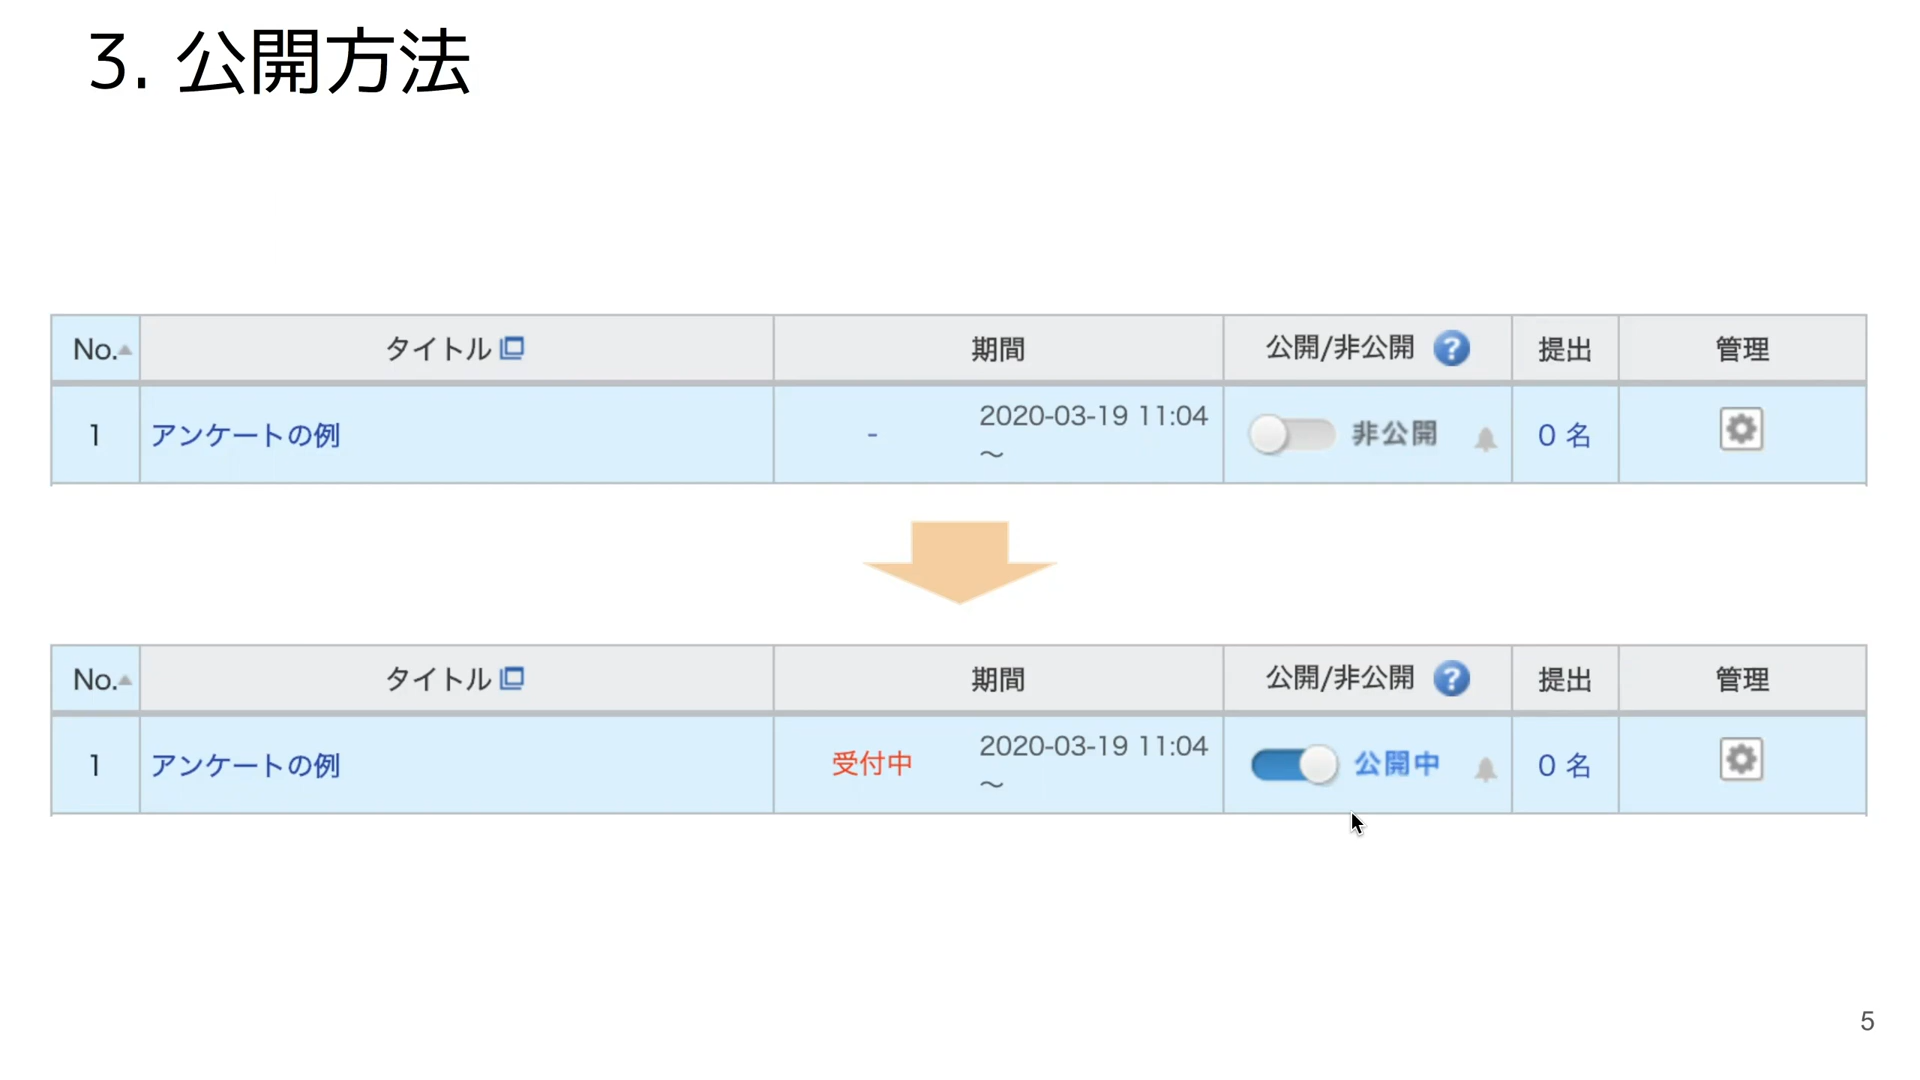 3. 公開方法
No. タイトル 期間 公開/非公開 ? 提出 管理
1 アンケートの例 - 2020-03-19 11:04 非公開 0 名
～
No. タイトル 期間 公開/非公開 ? 提出 管理
1 アンケートの例 受付中 2020-03-19 11:04 公開中 0 名
～
5